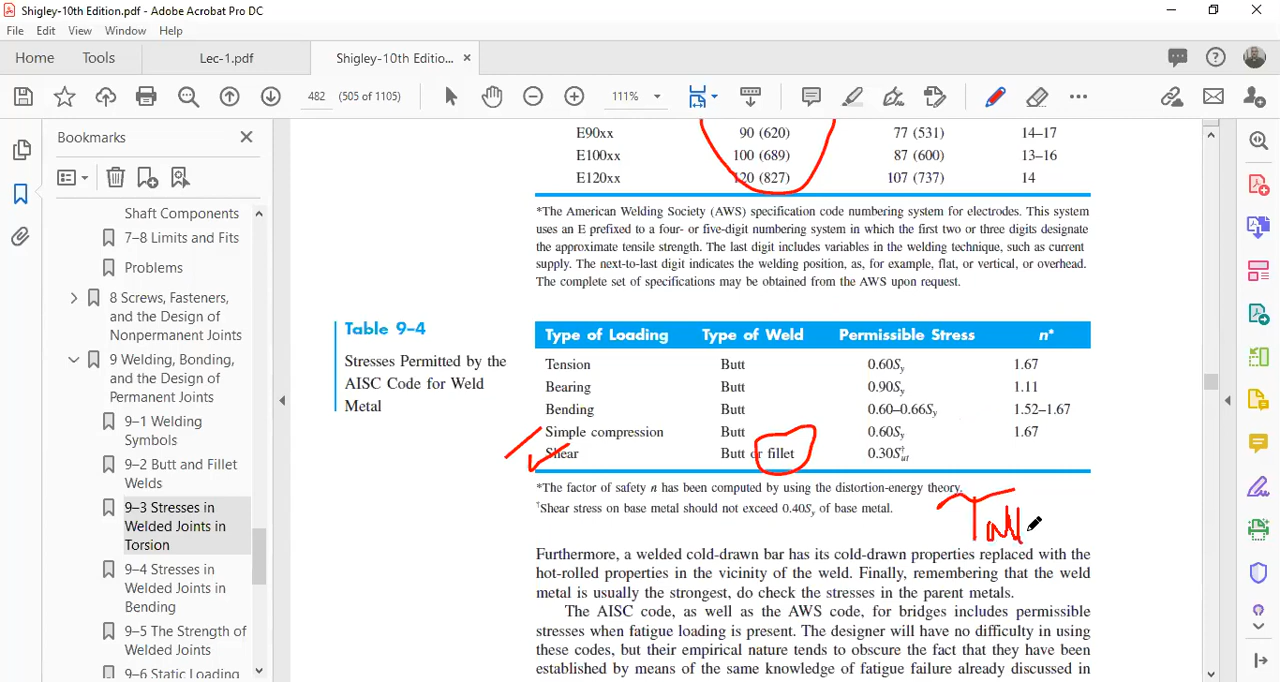 Shigley-10th Edition.pdf - Adobe Acrobat Pro DC
File Edit View Window Help
Home Tools Lec-1.pdf Shigley-10th Editio... ×
482 (505 of 1105) 111%
Bookmarks
Shaft Components
7–8 Limits and Fits
Problems
8 Screws, Fasteners,
and the Design of
Nonpermanent Joints
9 Welding, Bonding,
and the Design of
Permanent Joints
9–1 Welding
Symbols
9–2 Butt and Fillet
Welds
9–3 Stresses in
Welded Joints in
Torsion
9–4 Stresses in
Welded Joints in
Bending
9–5 The Strength of
Welded Joints
9–6 Static Loading
E90xx 90 (620) 77 (531) 14–17
E100xx 100 (689) 87 (600) 13–16
E120xx 120 (827) 107 (737) 14
*The American Welding Society (AWS) specification code numbering system for electrodes. This system
uses an E prefixed to a four- or five-digit numbering system in which the first two or three digits designate
the approximate tensile strength. The last digit includes variables in the welding technique, such as current
supply. The next-to-last digit indicates the welding position, as, for example, flat, or vertical, or overhead.
The complete set of specifications may be obtained from the AWS upon request.
Table 9–4
Stresses Permitted by the
AISC Code for Weld
Metal
Type of Loading Type of Weld Permissible Stress n*
Tension Butt 0.60Sy 1.67
Bearing Butt 0.90Sy 1.11
Bending Butt 0.60–0.66Sy 1.52–1.67
Simple compression Butt 0.60Sy 1.67
Shear Butt or fillet 0.30S†ut
*The factor of safety n has been computed by using the distortion-energy theory.
†Shear stress on base metal should not exceed 0.40Sy of base metal.
Furthermore, a welded cold-drawn bar has its cold-drawn properties replaced with the
hot-rolled properties in the vicinity of the weld. Finally, remembering that the weld
metal is usually the strongest, do check the stresses in the parent metals.
The AISC code, as well as the AWS code, for bridges includes permissible
stresses when fatigue loading is present. The designer will have no difficulty in using
these codes, but their empirical nature tends to obscure the fact that they have been
established by means of the same knowledge of fatigue failure already discussed in